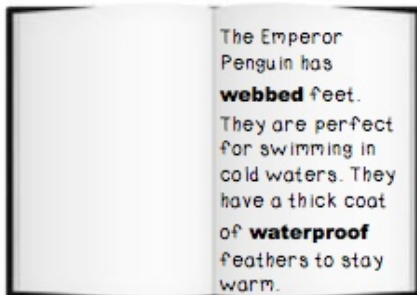 The Emperor
Penguin has
webbed feet.
They are perfect
for swimming in
cold waters. They
have a thick coat
of waterproof
feathers to stay
warm.